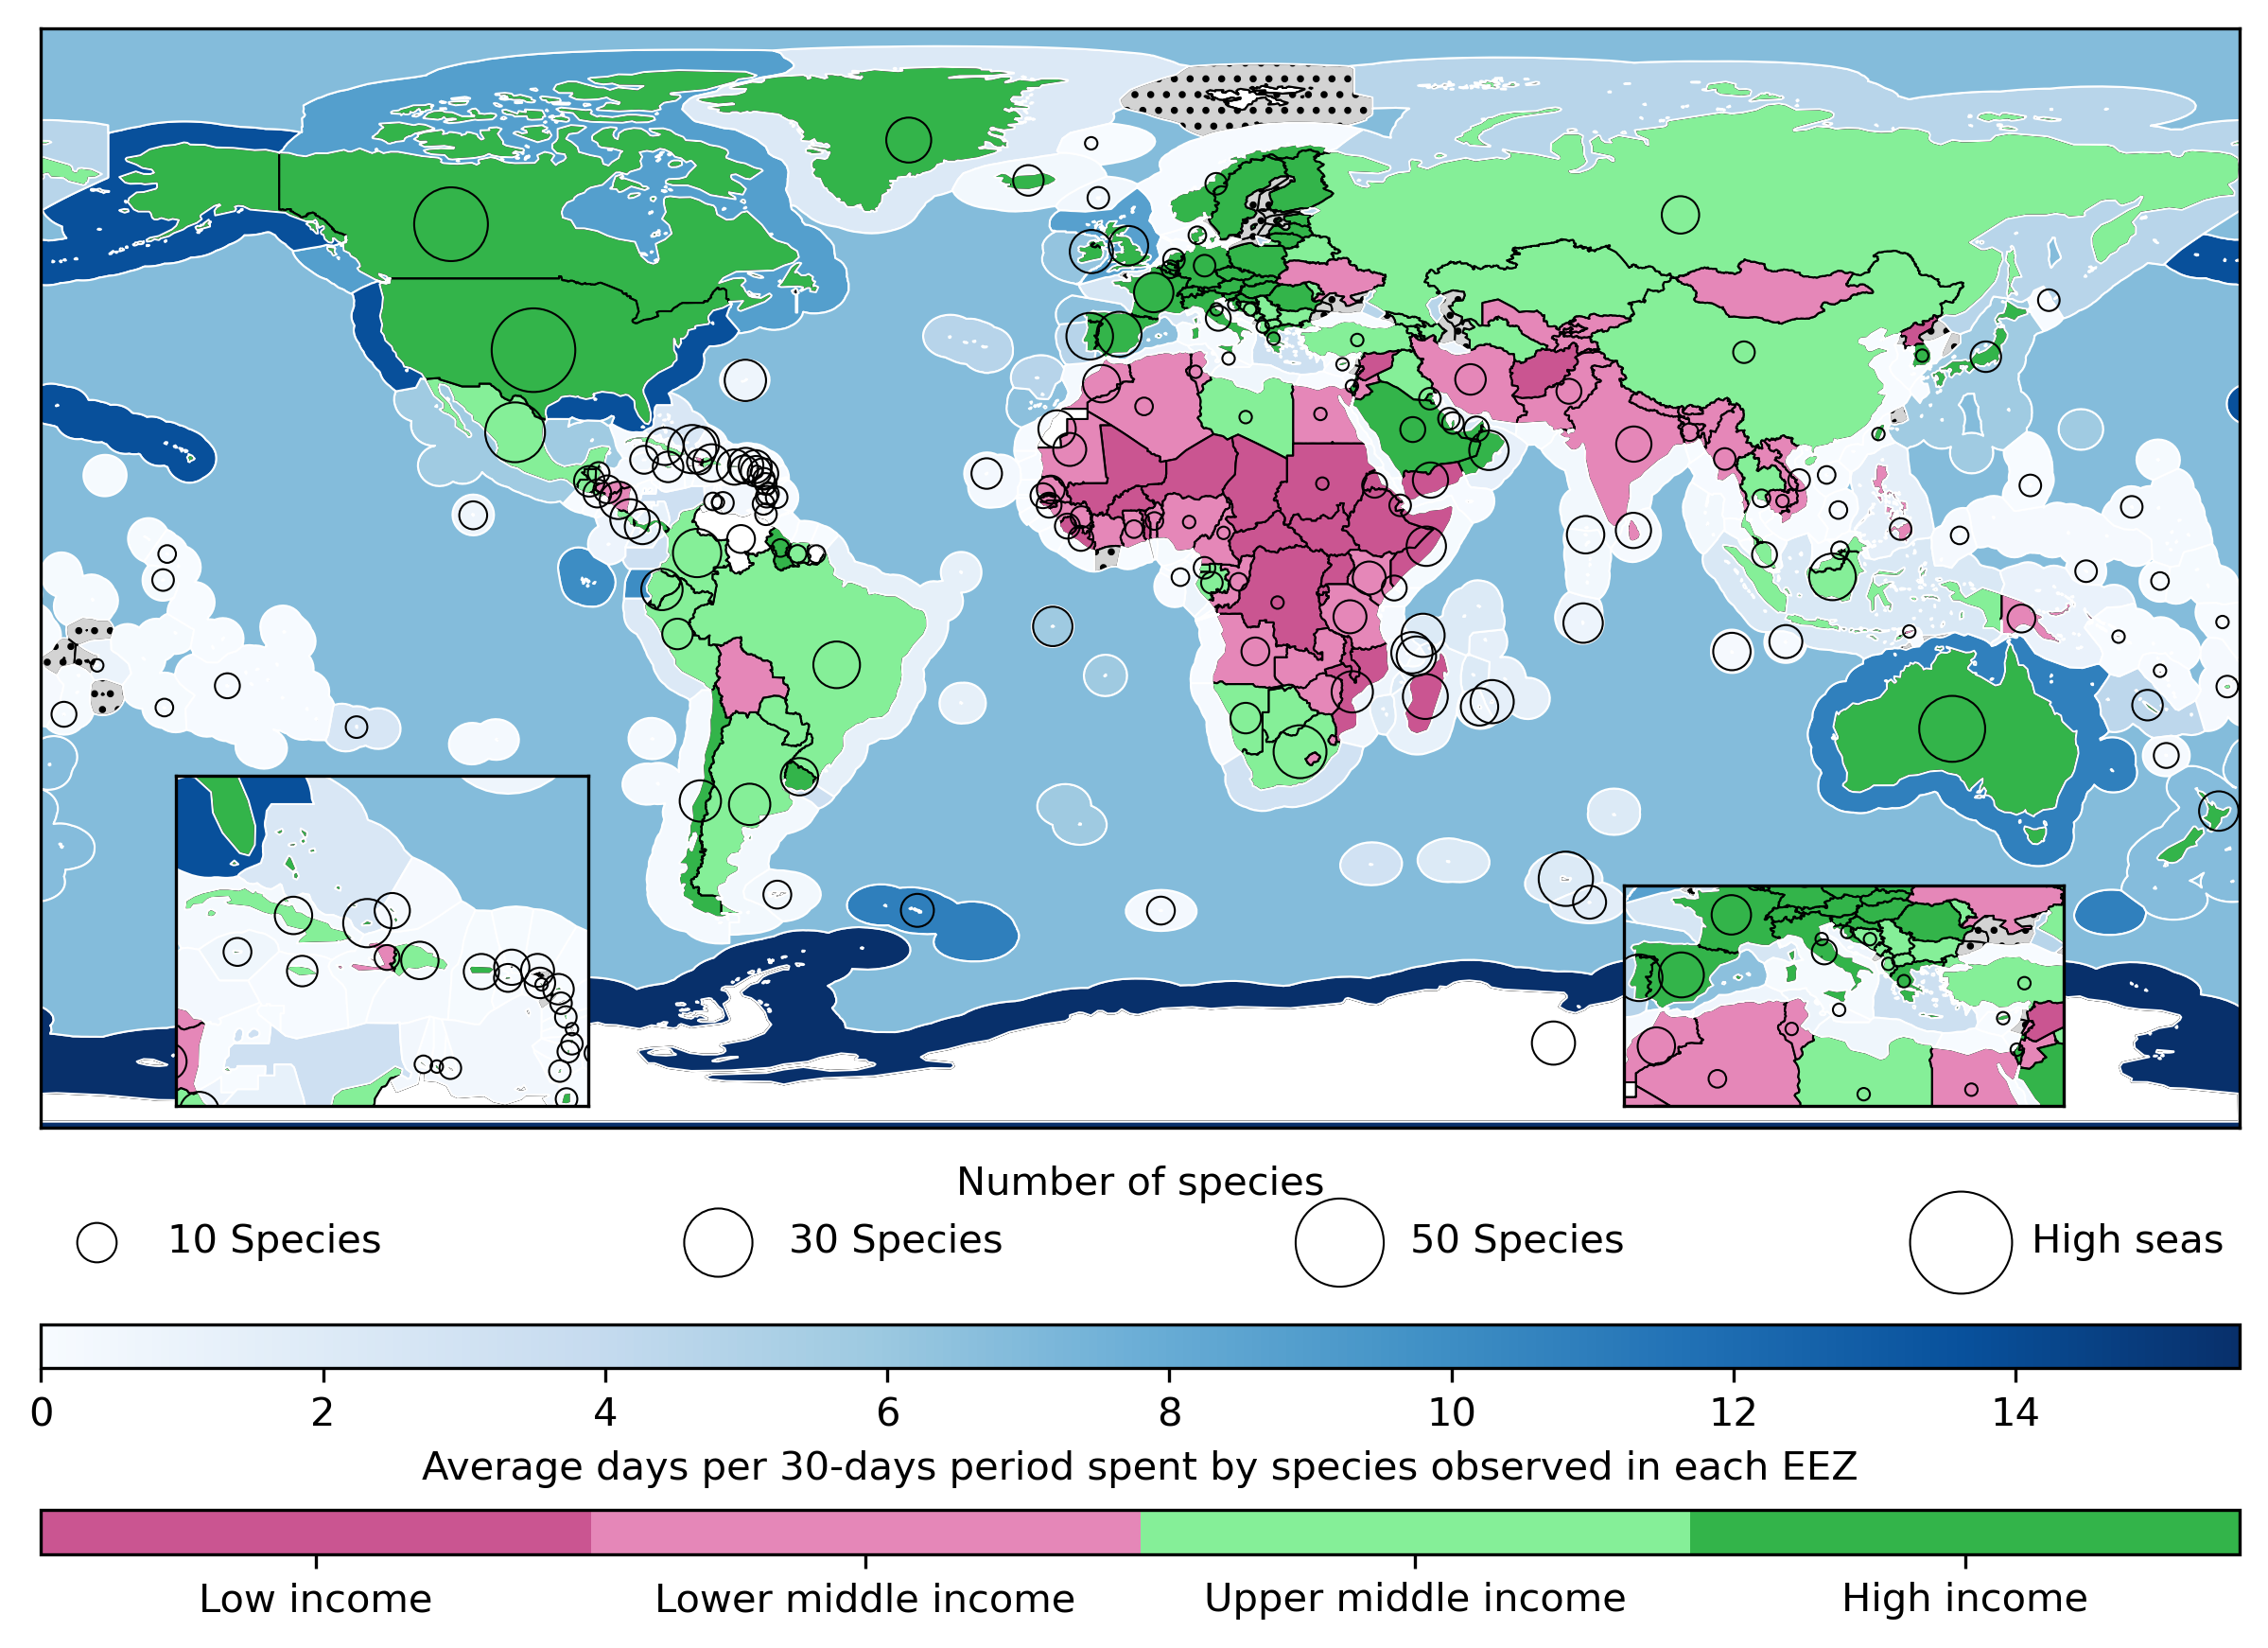 Number of species
10 Species 30 Species 50 Species High seas
0 2 4 6 8 10 12 14
Average days per 30-days period spent by species observed in each EEZ
Low income Lower middle income Upper middle income High income